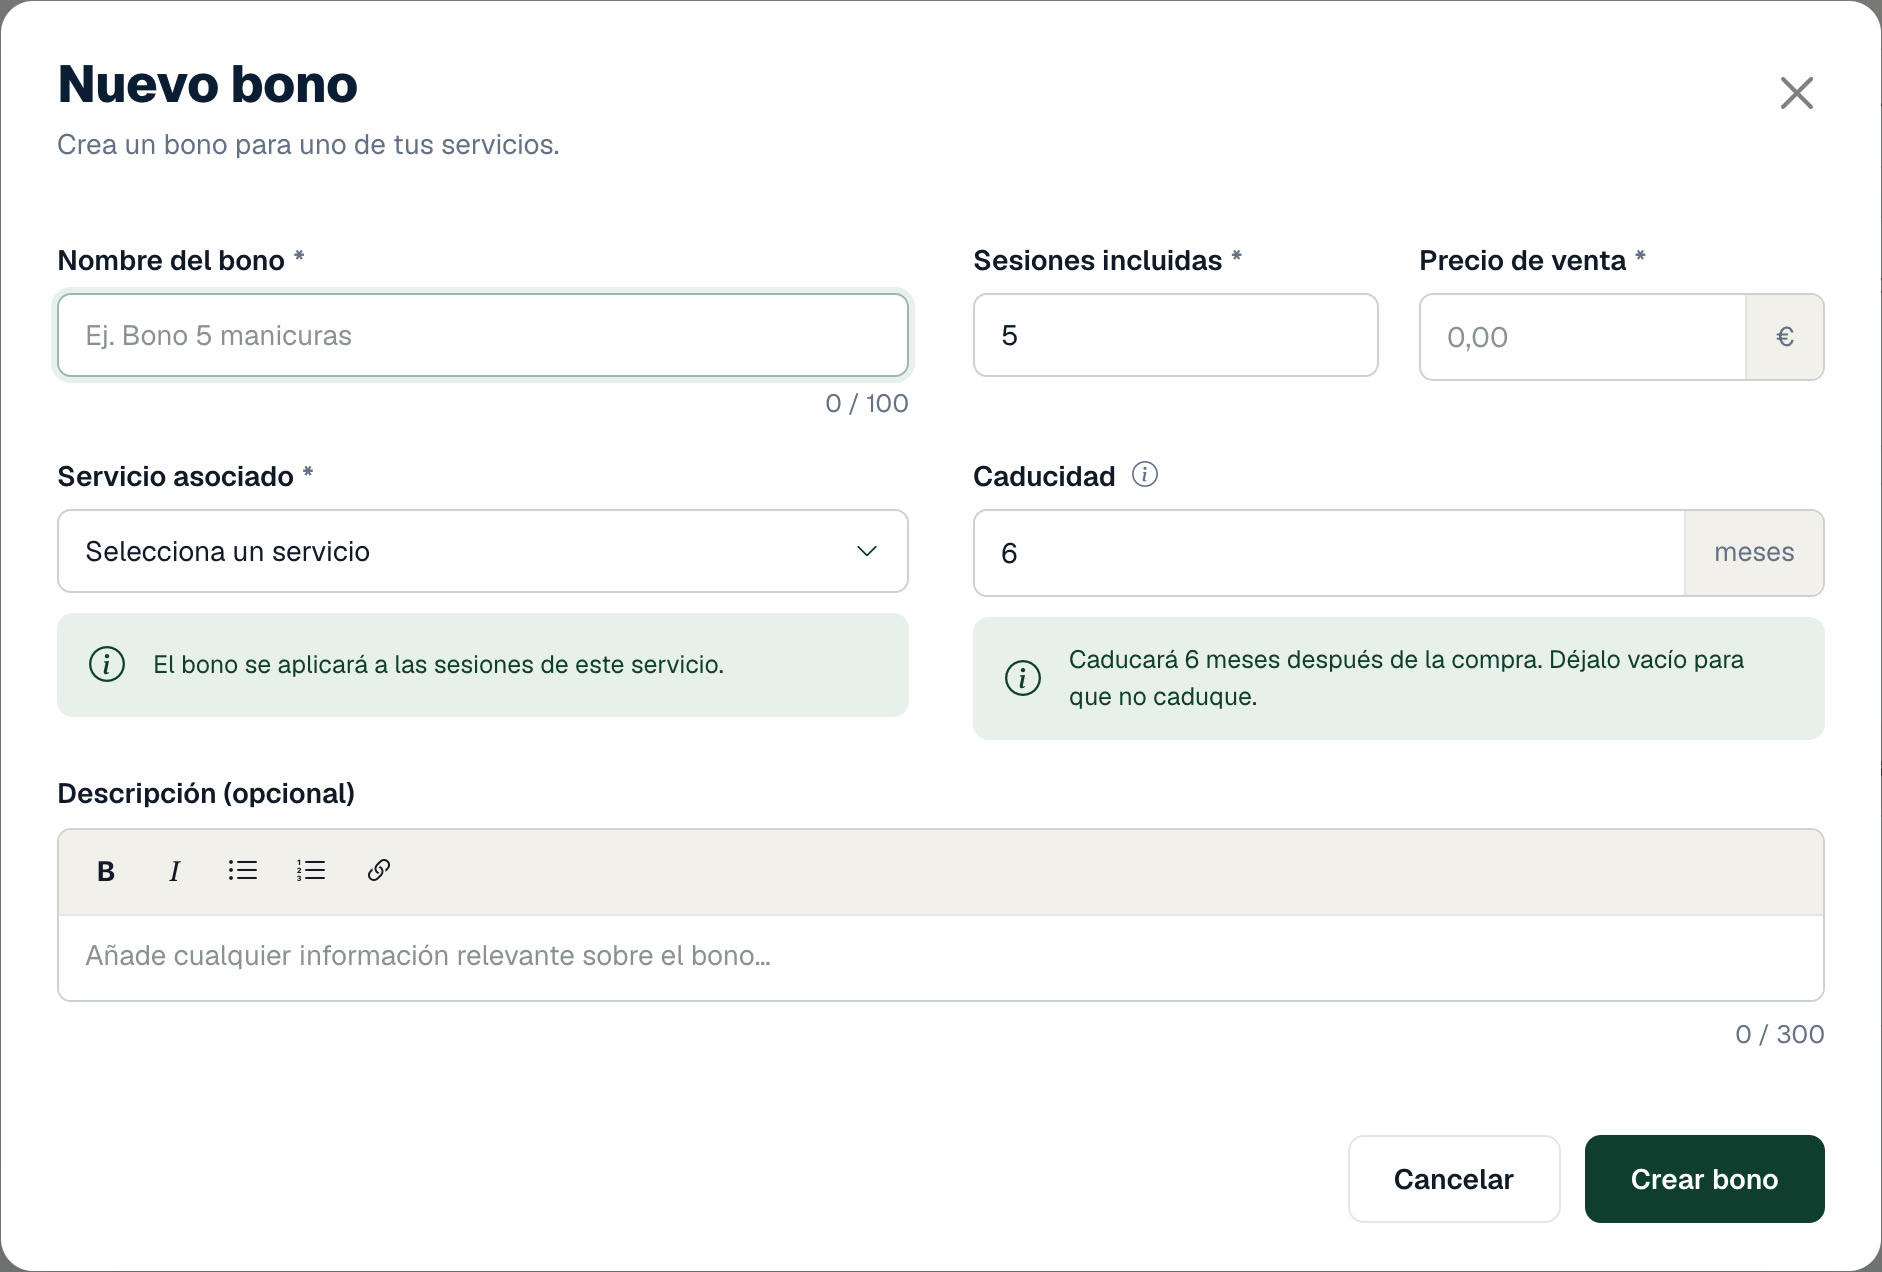 Nuevo bono
Crea un bono para uno de tus servicios.
Nombre del bono *
Ej. Bono 5 manicuras
0 / 100
Sesiones incluidas *
5
Precio de venta *
0,00 €
Servicio asociado *
Selecciona un servicio
El bono se aplicará a las sesiones de este servicio.
Caducidad i
6 meses
Caducará 6 meses después de la compra. Déjalo vacío para
que no caduque.
Descripción (opcional)
B I
Añade cualquier información relevante sobre el bono...
0 / 300
Cancelar
Crear bono